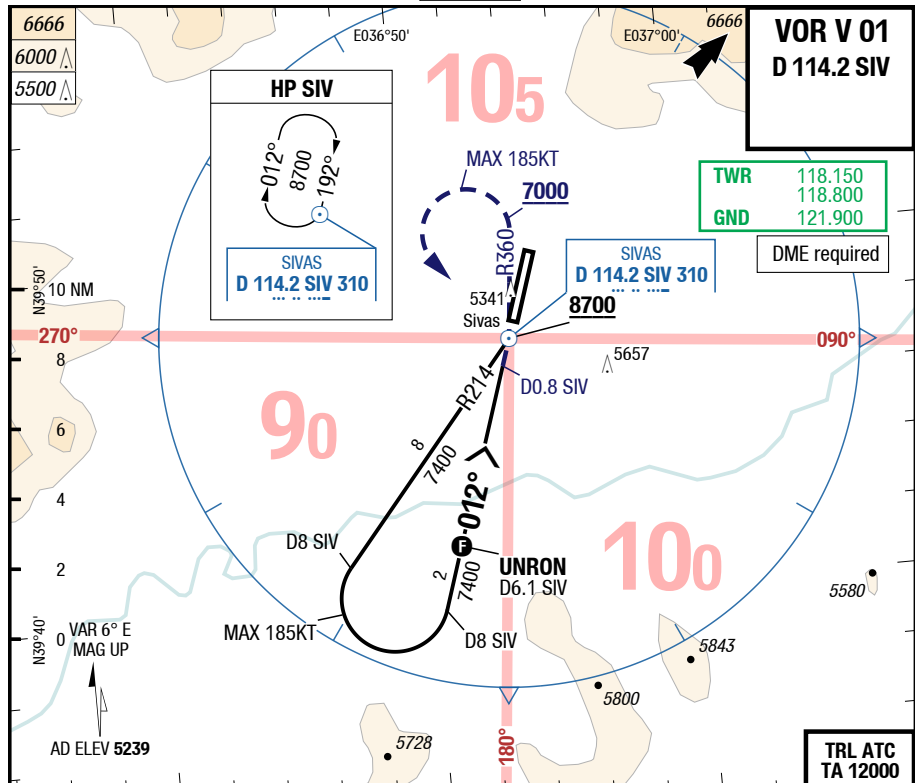 6666
6000
5500
E036°50'
E037°00'
6666
VOR V 01
D 114.2 SIV
HP SIV
012°
8700
192°
SIVAS
D 114.2 SIV 310
105
MAX 185KT
7000
R360
TWR 118.150
118.800
GND 121.900
DME required
SIVAS
D 114.2 SIV 310
8700
5341
Sivas
N39°50'
10 NM
270°
090°
8
6
4
2
0
5657
D0.8 SIV
R214
90
8
7400
012°
UNRON
D6.1 SIV
F
2
7400
100
D8 SIV
MAX 185KT
D8 SIV
5580
5843
5800
5728
180°
N39°40'
VAR 6° E
MAG UP
AD ELEV 5239
TRL ATC
TA 12000